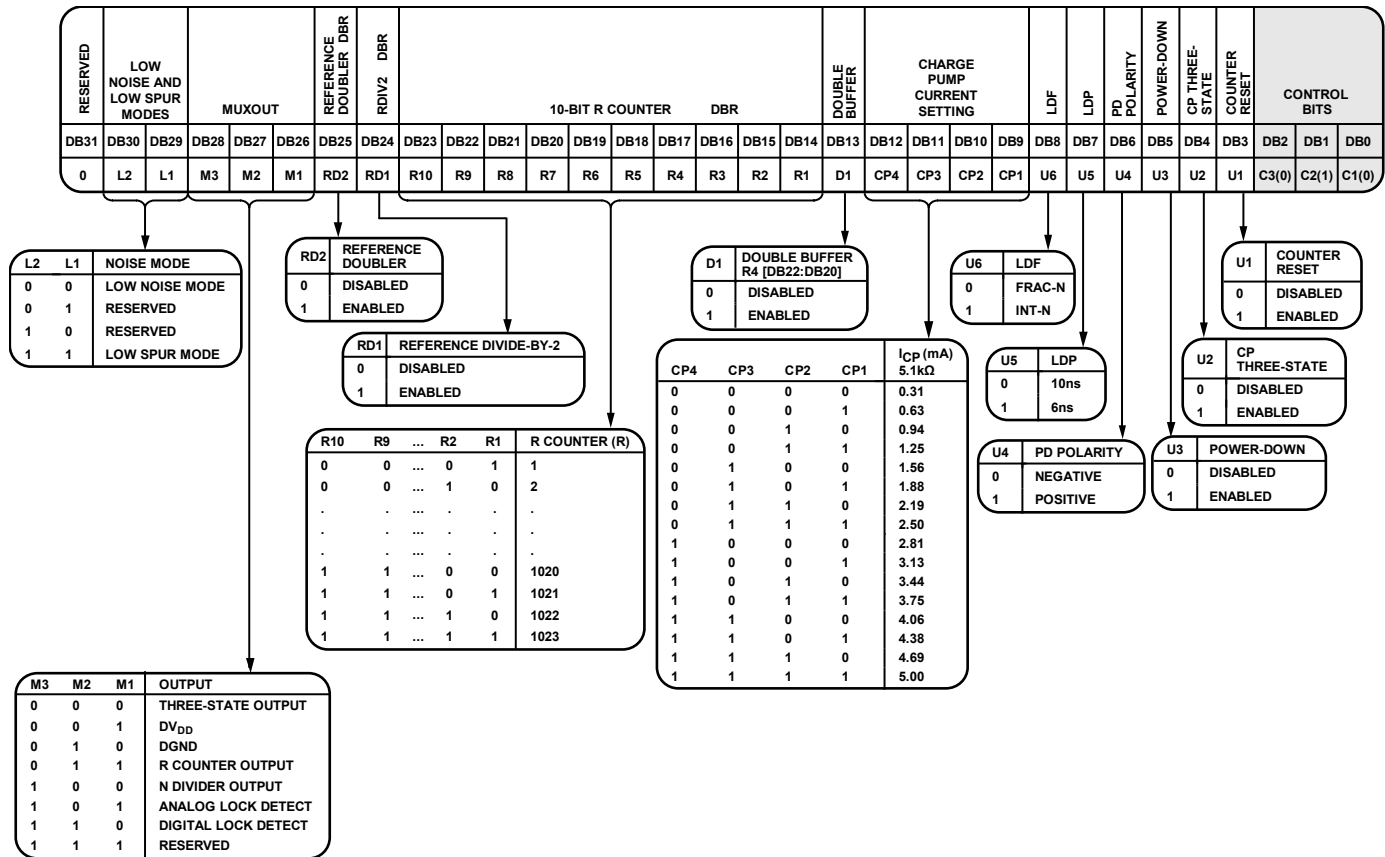 RESERVED
LOW
NOISE AND
LOW SPUR
MODES
MUXOUT
REFERENCE
DOUBLER DBR
RDIV2 DBR
10-BIT R COUNTER DBR
DOUBLE
BUFFER
CHARGE
PUMP
CURRENT
SETTING
LDF
LDP
PD
POLARITY
POWER-DOWN
CP THREE-
STATE
COUNTER
RESET
CONTROL
BITS
DB31 DB30 DB29 DB28 DB27 DB26 DB25 DB24 DB23 DB22 DB21 DB20 DB19 DB18 DB17 DB16 DB15 DB14 DB13 DB12 DB11 DB10 DB9 DB8 DB7 DB6 DB5 DB4 DB3 DB2 DB1 DB0
0 L2 L1 M3 M2 M1 RD2 RD1 R10 R9 R8 R7 R6 R5 R4 R3 R2 R1 D1 CP4 CP3 CP2 CP1 U6 U5 U4 U3 U2 U1 C3(0) C2(1) C1(0)
L2 L1 NOISE MODE
0 0 LOW NOISE MODE
0 1 RESERVED
1 0 RESERVED
1 1 LOW SPUR MODE
RD2 REFERENCE
DOUBLER
0 DISABLED
1 ENABLED
RD1 REFERENCE DIVIDE-BY-2
0 DISABLED
1 ENABLED
R10 R9 ... R2 R1 R COUNTER (R)
0 0 ... 0 1 1
0 0 ... 1 0 2
. . ... . . .
. . ... . . .
. . ... . . .
1 1 ... 0 0 1020
1 1 ... 0 1 1021
1 1 ... 1 0 1022
1 1 ... 1 1 1023
D1 DOUBLE BUFFER
R4 [DB22:DB20]
0 DISABLED
1 ENABLED
CP4 CP3 CP2 CP1 ICP (mA)
5.1kΩ
0 0 0 0 0.31
0 0 0 1 0.63
0 0 1 0 0.94
0 0 1 1 1.25
0 1 0 0 1.56
0 1 0 1 1.88
0 1 1 0 2.19
0 1 1 1 2.50
1 0 0 0 2.81
1 0 0 1 3.13
1 0 1 0 3.44
1 0 1 1 3.75
1 1 0 0 4.06
1 1 0 1 4.38
1 1 1 0 4.69
1 1 1 1 5.00
U6 LDF
0 FRAC-N
1 INT-N
U5 LDP
0 10ns
1 6ns
U4 PD POLARITY
0 NEGATIVE
1 POSITIVE
U1 COUNTER
RESET
0 DISABLED
1 ENABLED
U2 CP
THREE-STATE
0 DISABLED
1 ENABLED
U3 POWER-DOWN
0 DISABLED
1 ENABLED
M3 M2 M1 OUTPUT
0 0 0 THREE-STATE OUTPUT
0 0 1 DVDD
0 1 0 DGND
0 1 1 R COUNTER OUTPUT
1 0 0 N DIVIDER OUTPUT
1 0 1 ANALOG LOCK DETECT
1 1 0 DIGITAL LOCK DETECT
1 1 1 RESERVED